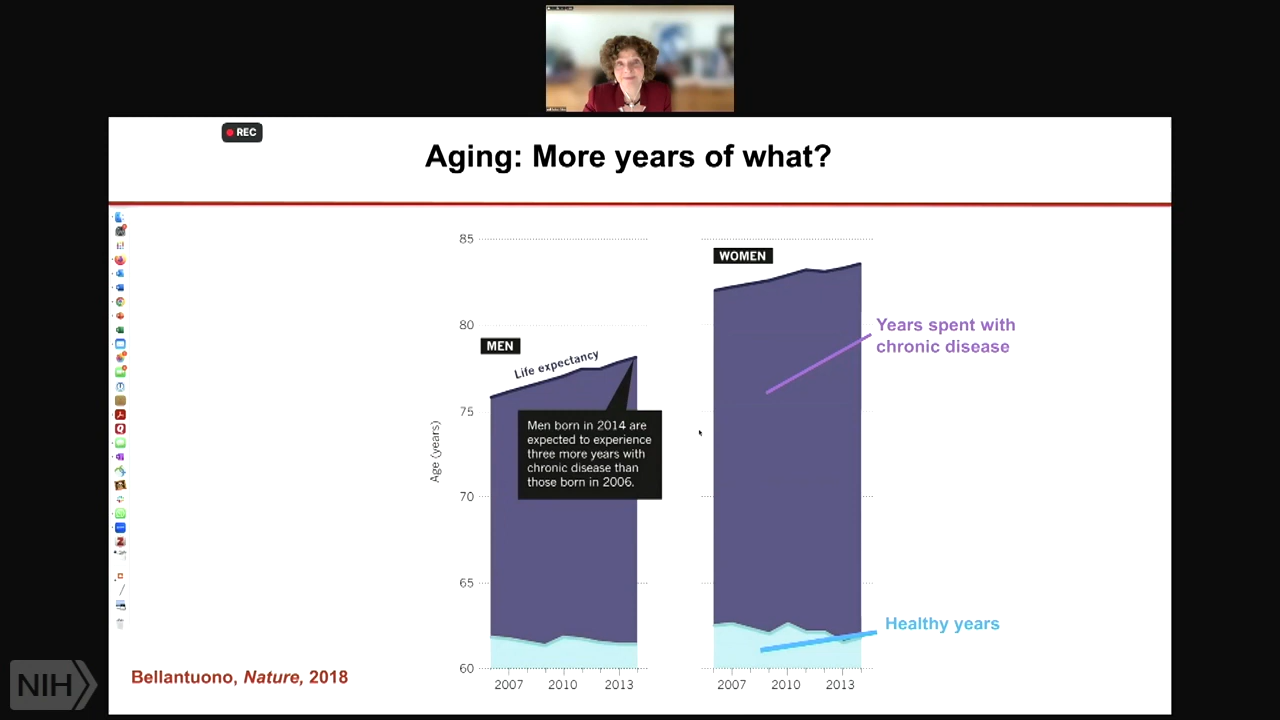 REC
Aging: More years of what?
85
80
75
70
65
60
Age (years)
MEN
Life expectancy
Men born in 2014 are
expected to experience
three more years with
chronic disease than
those born in 2006.
2007 2010 2013
WOMEN
2007 2010 2013
Years spent with
chronic disease
Healthy years
Bellantuono, Nature, 2018
NIH